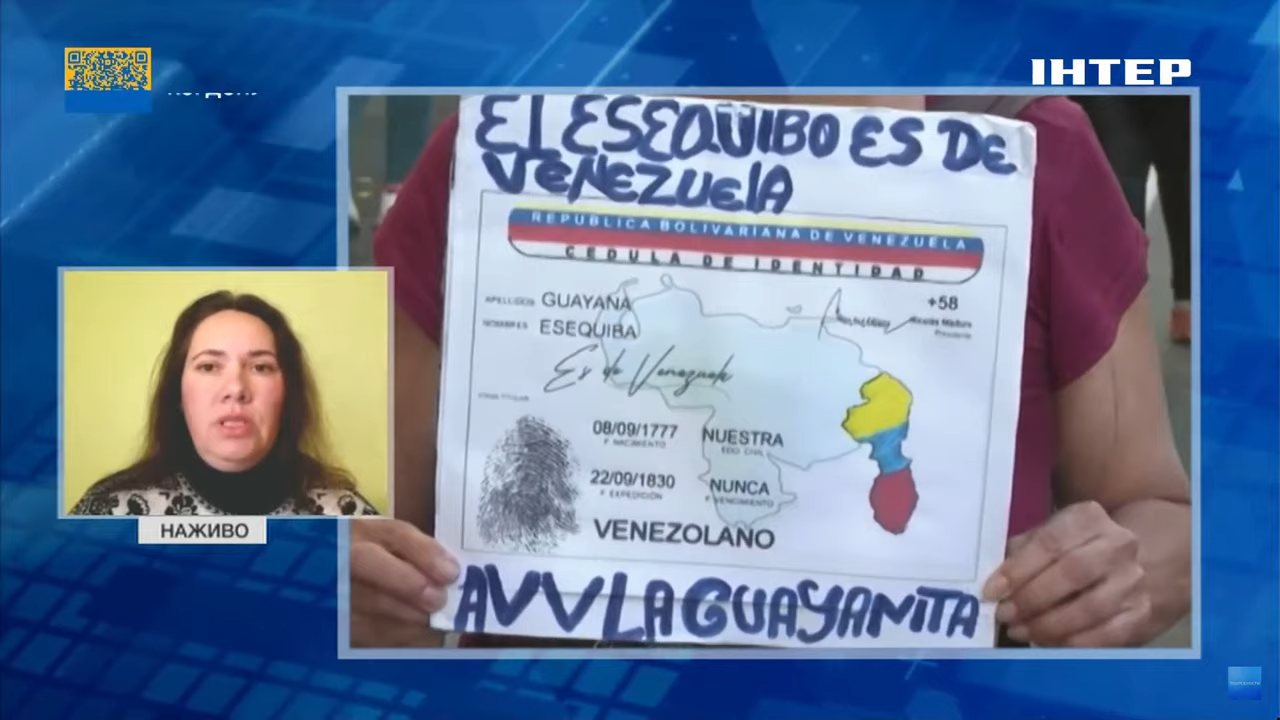 ІНТЕР
EL ESEQUIBO ES DE
VENEZUELA
REPUBLICA BOLIVARIANA DE VENEZUELA
CEDULA DE IDENTIDAD
APELLIDOS GUAYANA
NOMBRES ESEQUIBA
+58
Nicolás Maduro
Presidente
Es de Venezuela
08/09/1777 NUESTRA
F. NACIMIENTO EDO. CIVIL
22/09/1830 NUNCA
F. EXPEDICIÓN F. VENCIMIENTO
VENEZOLANO
AVV LA GUAYANITA
НАЖИВО